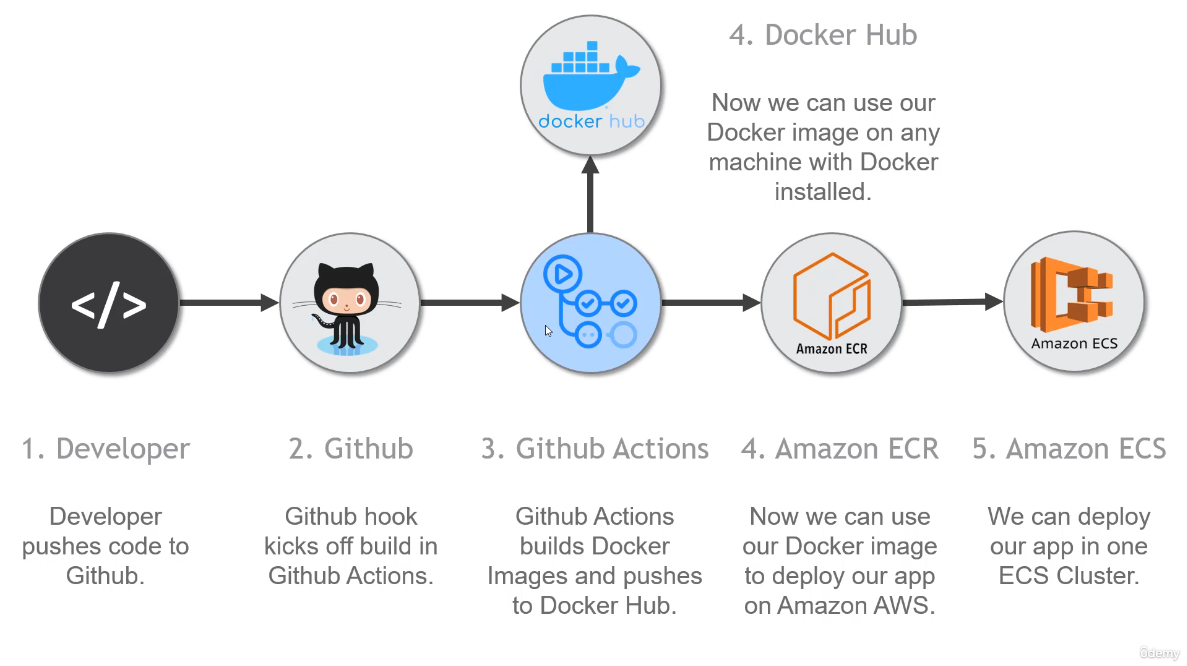 4. Docker Hub
docker hub
Now we can use our
Docker image on any
machine with Docker
installed.
</>
Amazon ECR
Amazon ECS
1. Developer
2. Github
3. Github Actions
4. Amazon ECR
5. Amazon ECS
Developer
pushes code to
Github.
Github hook
kicks off build in
Github Actions.
Github Actions
builds Docker
Images and pushes
to Docker Hub.
Now we can use
our Docker image
to deploy our app
on Amazon AWS.
We can deploy
our app in one
ECS Cluster.
ûdemy